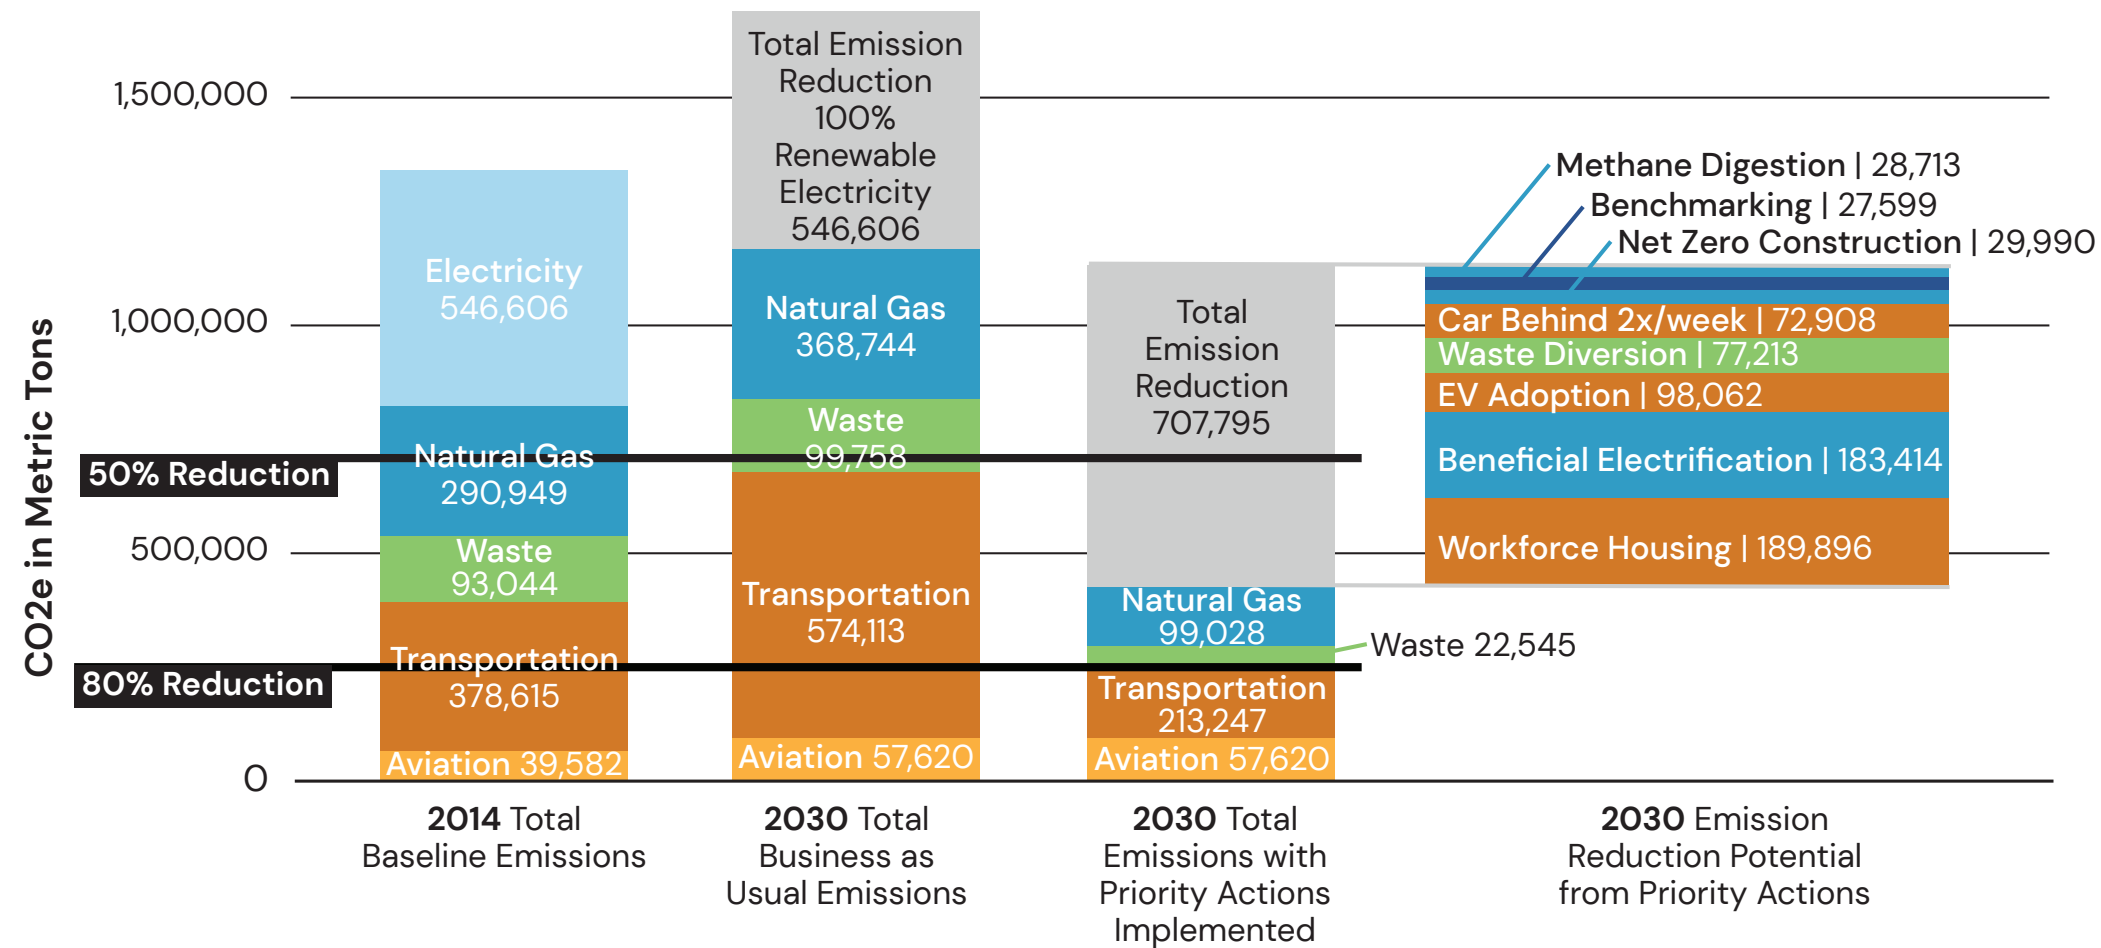 CO2e in Metric Tons
1,500,000
1,000,000
500,000
0
50% Reduction
80% Reduction
Electricity
546,606
Natural Gas
290,949
Waste
93,044
Transportation
378,615
Aviation 39,582
2014 Total
Baseline Emissions
Total Emission
Reduction
100%
Renewable
Electricity
546,606
Natural Gas
368,744
Waste
99,758
Transportation
574,113
Aviation 57,620
2030 Total
Business as
Usual Emissions
Total
Emission
Reduction
707,795
Natural Gas
99,028
Waste 22,545
Transportation
213,247
Aviation 57,620
2030 Total
Emissions with
Priority Actions
Implemented
Methane Digestion | 28,713
Benchmarking | 27,599
Net Zero Construction | 29,990
Car Behind 2x/week | 72,908
Waste Diversion | 77,213
EV Adoption | 98,062
Beneficial Electrification | 183,414
Workforce Housing | 189,896
2030 Emission
Reduction Potential
from Priority Actions